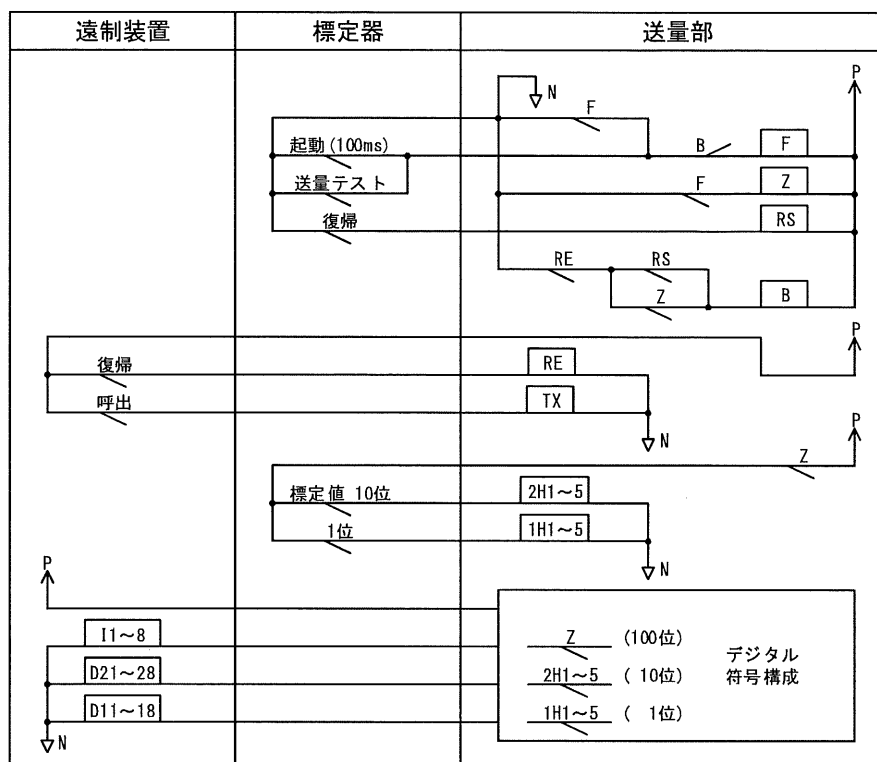 遠制装置 標定器 送量部
P
N
F
起動(100ms) B F
送量テスト F Z
復帰 RS
RE RS
Z B
P
復帰 RE
呼出 TX
N
P
Z
標定値 10位 2H1～5
1位 1H1～5
P
N
I1～8 Z (100位)
デジタル
D21～28 2H1～5 ( 10位) 符号構成
D11～18 1H1～5 ( 1位)
N